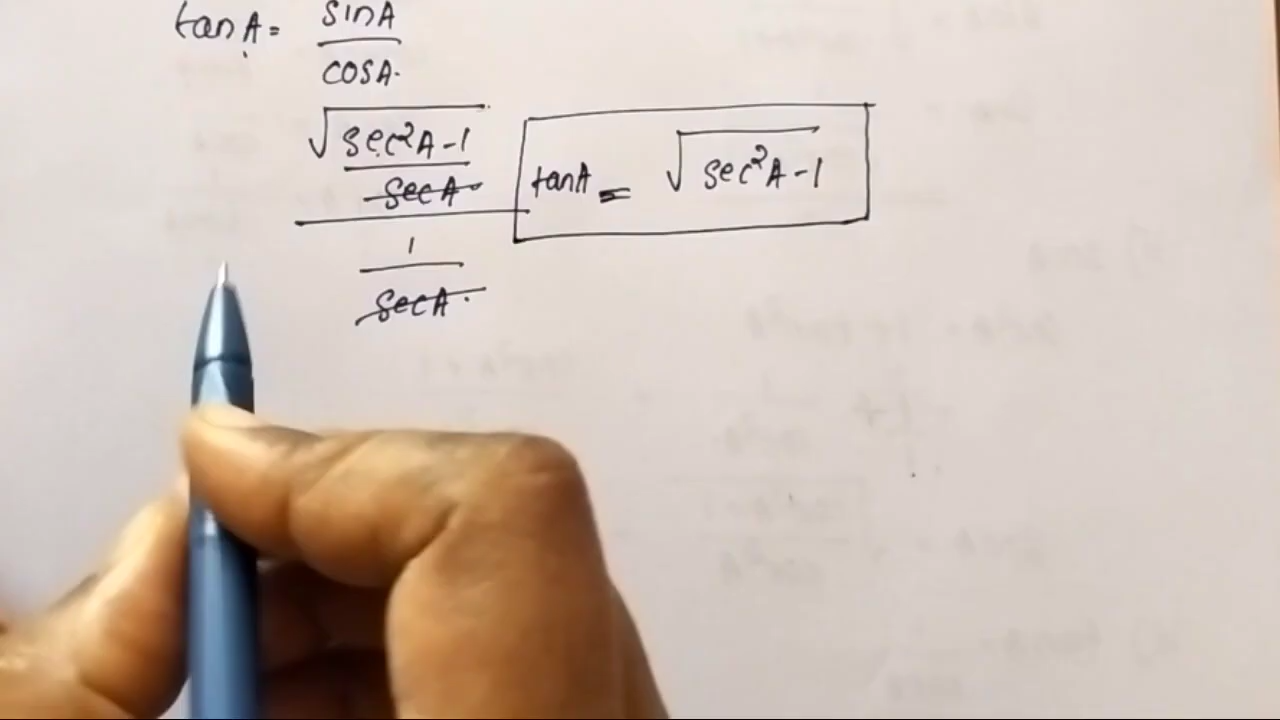 tanA = sinA
cosA.
√sec²A-1
secA
1
secA.
tanA = √sec²A-1